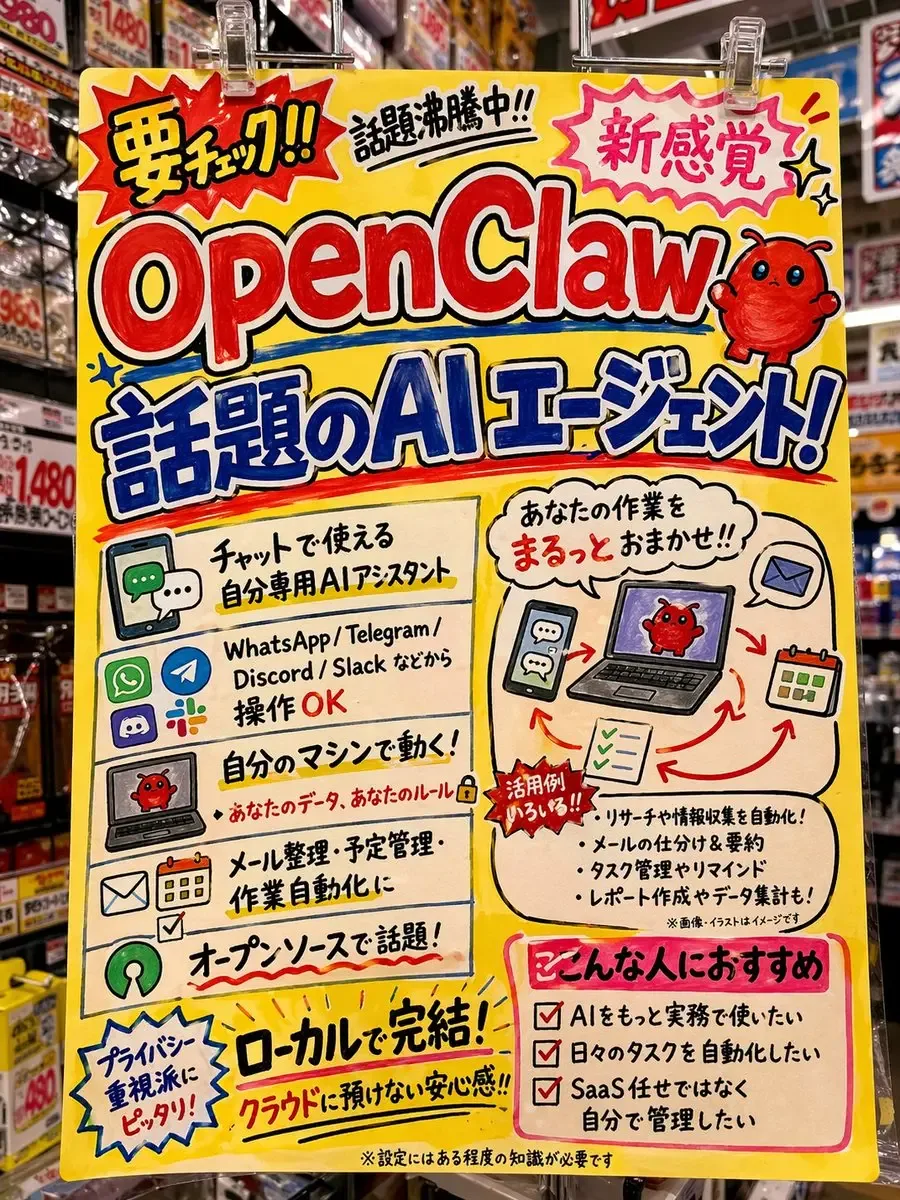 要チェック!!
話題沸騰中!!
新感覚
OpenClaw
話題のAIエージェント!
チャットで使える
自分専用AIアシスタント
WhatsApp / Telegram /
Discord / Slack などから
操作OK
自分のマシンで動く!
▸ あなたのデータ、あなたのルール
メール整理・予定管理・
作業自動化に
オープンソースで話題!
あなたの作業を
まるっとおまかせ!!
活用例
いろいろ!!
・リサーチや情報収集を自動化!
・メールの仕分け&要約
・タスク管理やリマインド
・レポート作成やデータ集計も!
※画像・イラストはイメージです
プライバシー
重視派に
ピッタリ!
ローカルで完結!
クラウドに預けない安心感!!
こんな人におすすめ
AIをもっと実務で使いたい
日々のタスクを自動化したい
SaaS任せではなく
自分で管理したい
※設定にはある程度の知識が必要です
1,480
1,480
480